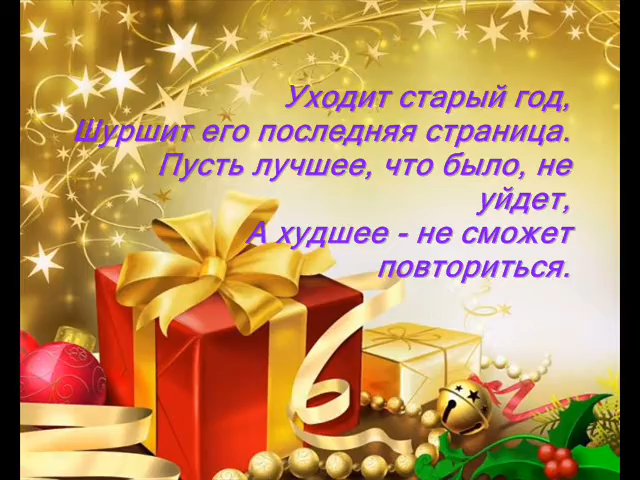 Уходит старый год,
Шуршит его последняя страница.
Пусть лучшее, что было, не
уйдет,
А худшее - не сможет
повториться.